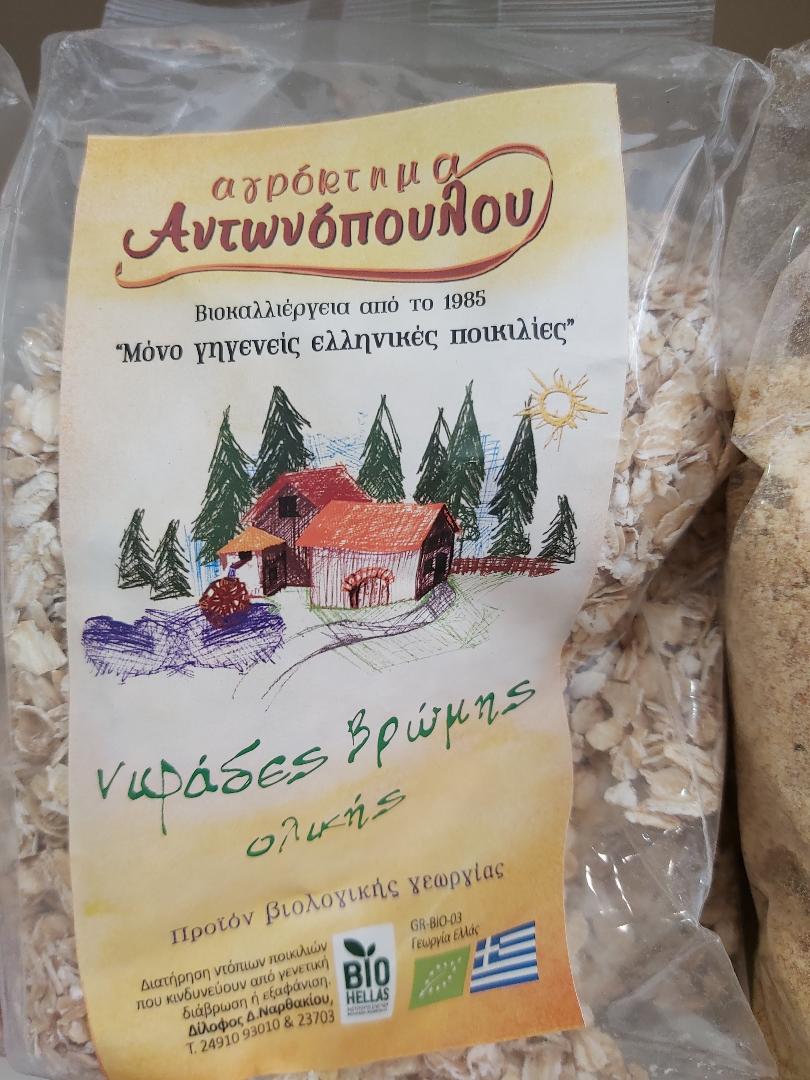 αγρόκτημα
Αντωνόπουλου
Βιοκαλλιέργεια από το 1985
“Μόνο γηγενείς ελληνικές ποικιλίες”
νιφάδες βρώμης
ολικής
Προϊόν βιολογικής γεωργίας
Διατήρηση ντόπιων ποικιλιών
που κινδυνεύουν από γενετική
διάβρωση ή εξαφάνιση.
Δίλοφος Δ.Ναρθακίου,
Τ. 24910 93010 & 23703
BIO
HELLAS
GR-BIO-03
Γεωργία Ελλάς